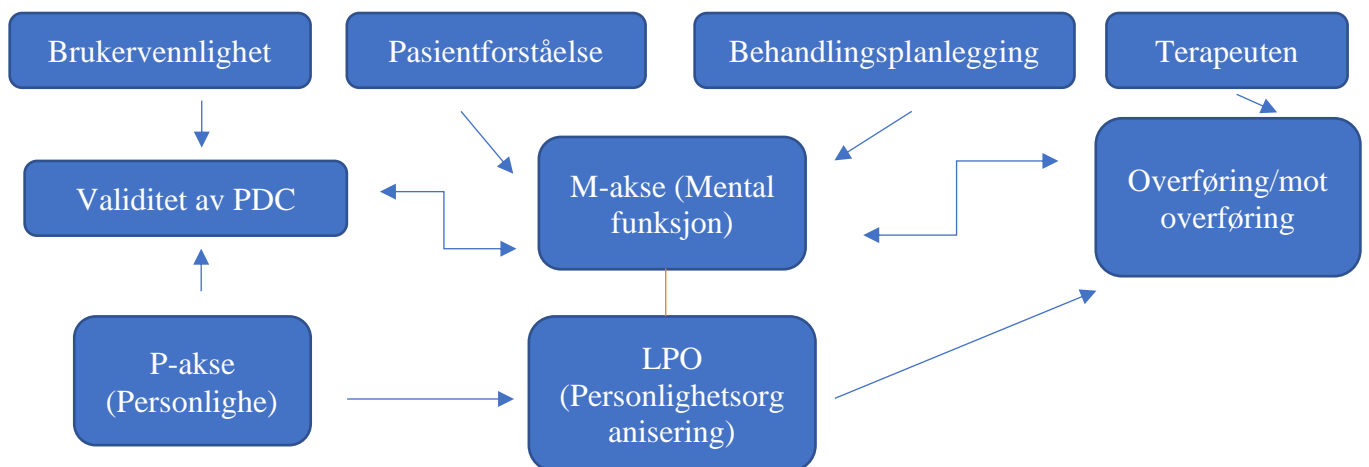 Brukervennlighet
Pasientforståelse
Behandlingsplanlegging
Terapeuten
Validitet av PDC
M-akse (Mental
funksjon)
Overføring/mot
overføring
P-akse
(Personlighe)
LPO
(Personlighetsorg
anisering)